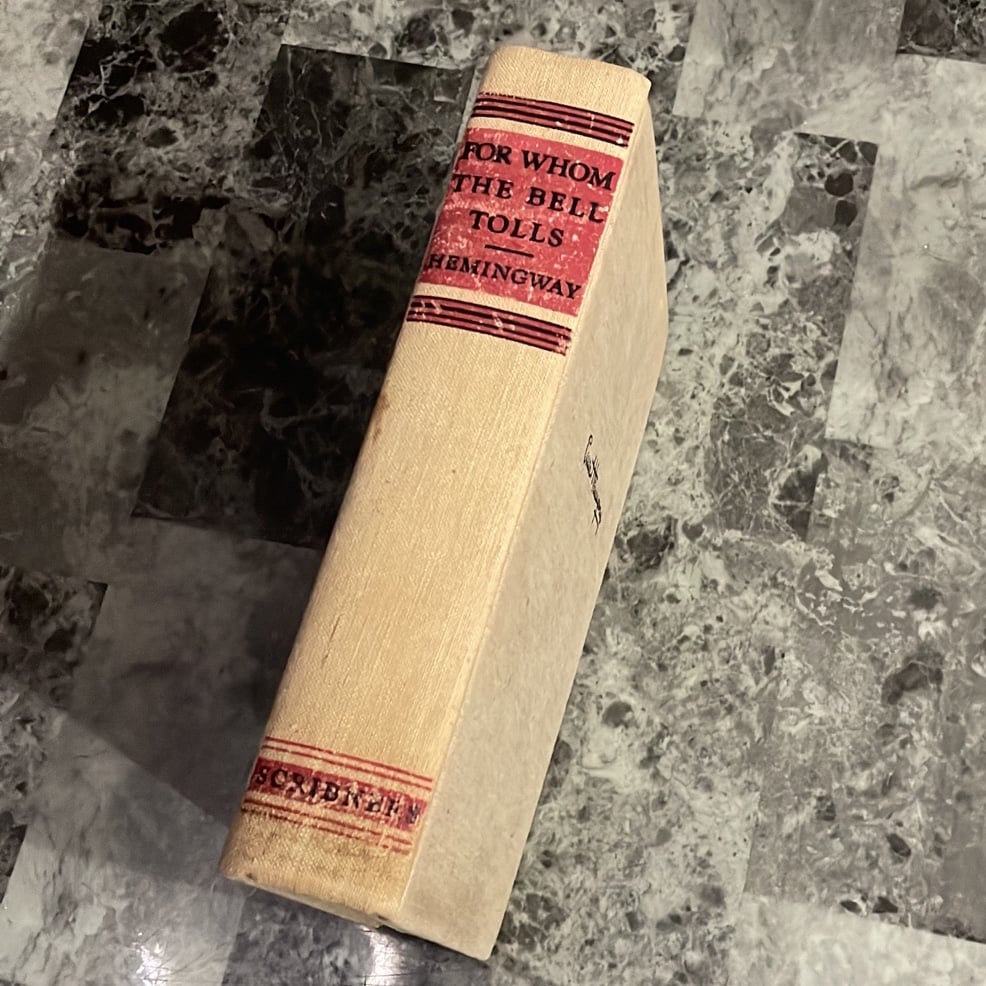 FOR WHOM
THE BELL
TOLLS
HEMINGWAY
SCRIBNERS